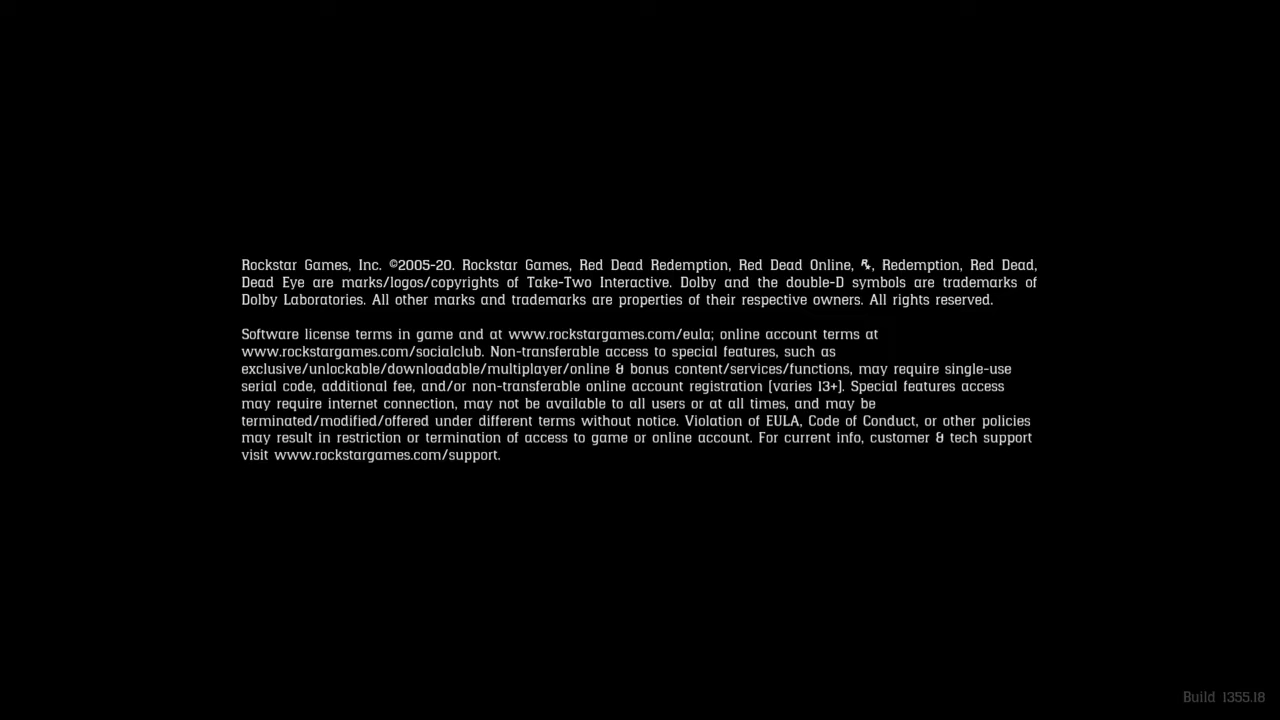 Rockstar Games, Inc. ©2005-20. Rockstar Games, Red Dead Redemption, Red Dead Online, , Redemption, Red Dead,
Dead Eye are marks/logos/copyrights of Take-Two Interactive. Dolby and the double-D symbols are trademarks of
Dolby Laboratories. All other marks and trademarks are properties of their respective owners. All rights reserved.
Software license terms in game and at www.rockstargames.com/eula; online account terms at
www.rockstargames.com/socialclub. Non-transferable access to special features, such as
exclusive/unlockable/downloadable/multiplayer/online & bonus content/services/functions, may require single-use
serial code, additional fee, and/or non-transferable online account registration (varies 13+). Special features access
may require internet connection, may not be available to all users or at all times, and may be
terminated/modified/offered under different terms without notice. Violation of EULA, Code of Conduct, or other policies
may result in restriction or termination of access to game or online account. For current info, customer & tech support
visit www.rockstargames.com/support.
Build 1355.18